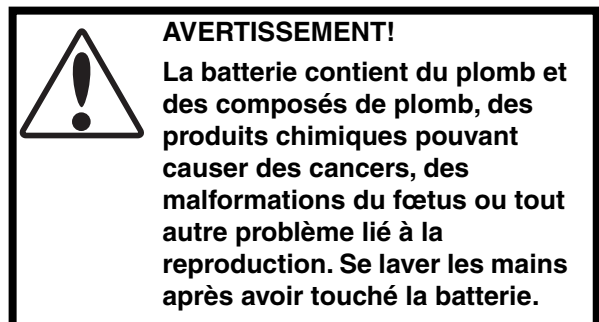 AVERTISSEMENT!
La batterie contient du plomb et
des composés de plomb, des
produits chimiques pouvant
causer des cancers, des
malformations du fœtus ou tout
autre problème lié à la
reproduction. Se laver les mains
après avoir touché la batterie.